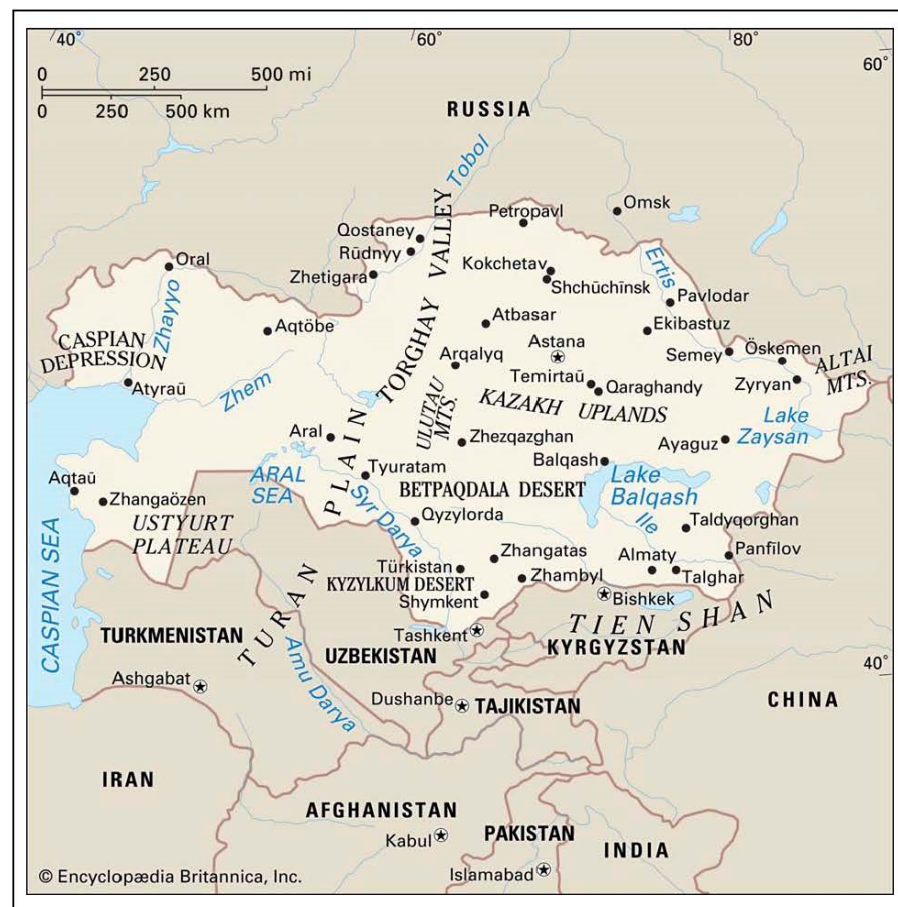 40°
60°
80°
60°
0 250 500 mi
0 250 500 km
RUSSIA
Tobol
Petropavl
Omsk
Qostaney
Rūdnyy
Zhetigara
Oral
Kokchetav
Shchūchīnsk
Ertis
Pavlodar
Zhayyo
Aqtöbe
TORGHAY VALLEY
Atbasar
Ekibastuz
CASPIAN
DEPRESSION
Astana
Arqalyq
Semey
Öskemen
ALTAI
MTS.
Atyraū
Zhem
Temirtaū
Qaraghandy
Zyryan
ULUTAU
MTS.
KAZAKH UPLANDS
Lake
Zaysan
Aral
Zhezqazghan
Ayaguz
Balqash
Aqtaū
Zhangaözen
ARAL
SEA
Tyuratam
BETPAQDALA DESERT
Lake
Balqash
USTYURT
PLATEAU
Syr Darya
Qyzylorda
Ile
Taldyqorghan
CASPIAN SEA
Zhangatas
Almaty
Panfīlov
Türkistan
KYZYLKUM DESERT
Zhambyl
Talghar
Shymkent
Bishkek
TURAN PLAIN
TIEN SHAN
TURKMENISTAN
Tashkent
KYRGYZSTAN
UZBEKISTAN
40°
Ashgabat
Amu Darya
Dushanbe
TAJIKISTAN
CHINA
IRAN
AFGHANISTAN
Kabul
PAKISTAN
INDIA
Islamabad
© Encyclopædia Britannica, Inc.